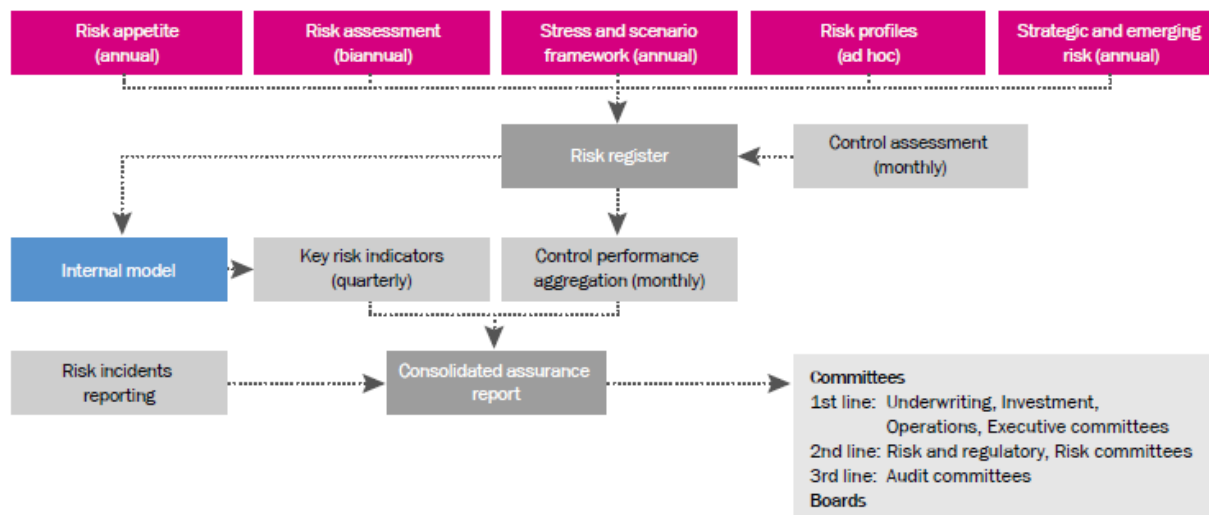 Risk appetite
(annual)
Risk assessment
(biannual)
Stress and scenario
framework (annual)
Risk profiles
(ad hoc)
Strategic and emerging
risk (annual)
Risk register
Control assessment
(monthly)
Internal model
Key risk indicators
(quarterly)
Control performance
aggregation (monthly)
Risk incidents
reporting
Consolidated assurance
report
Committees
1st line: Underwriting, Investment,
Operations, Executive committees
2nd line: Risk and regulatory, Risk committees
3rd line: Audit committees
Boards